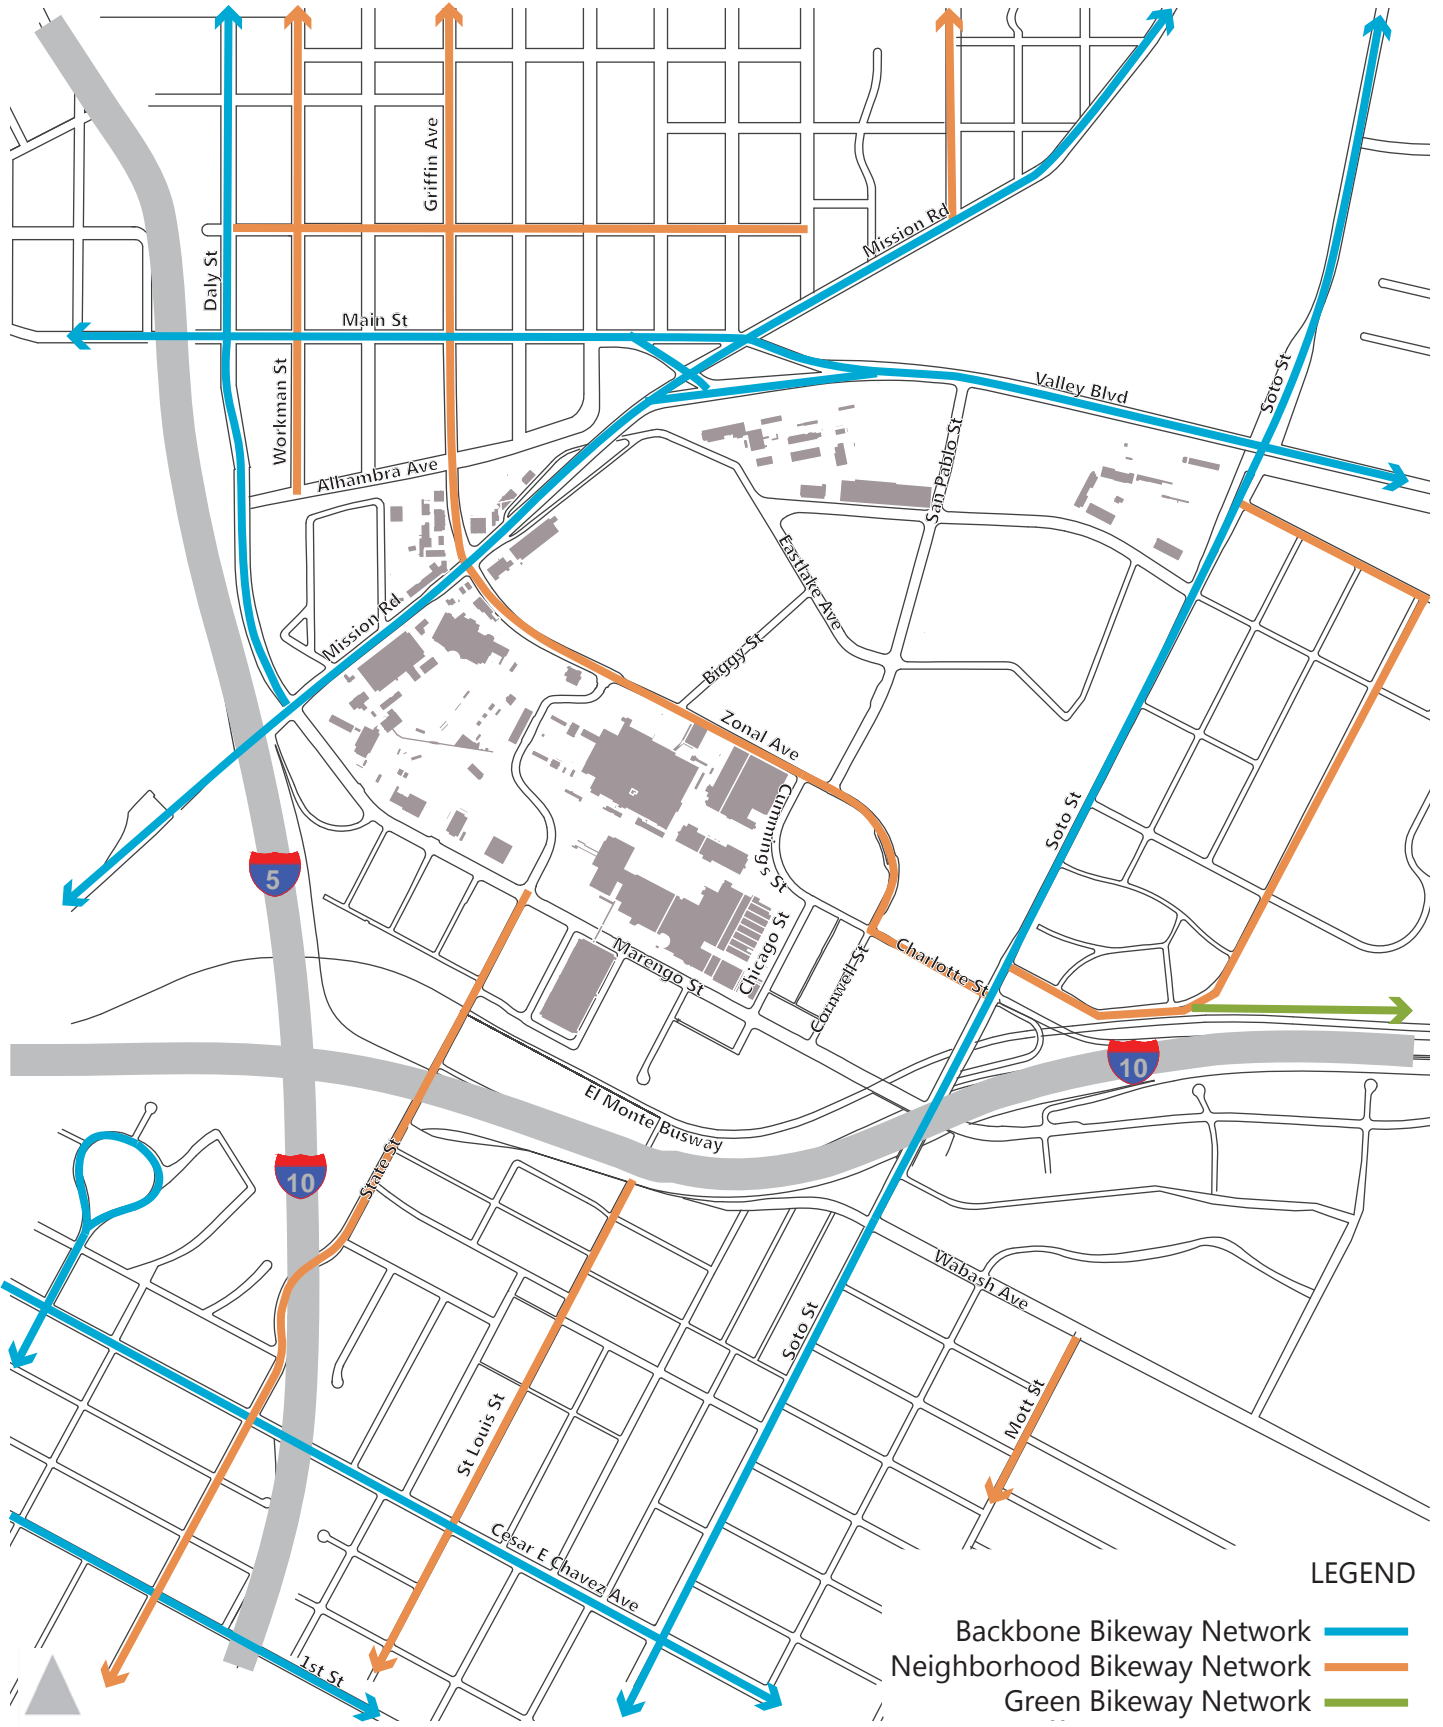 Griffin Ave
Mission Rd
Daly St
Main St
Workman St
Soto St
Valley Blvd
Alhambra Ave
San Pablo St
Eastlake Ave
Mission Rd
Biggy St
Zonal Ave
Cummings St
Soto St
5
Marengo St
Chicago St
Cornwell St
Charlotte St
10
El Monte Busway
State St
10
Wabash Ave
Soto St
Mott St
St Louis St
Cesar E Chavez Ave
1st St
LEGEND
Backbone Bikeway Network
Neighborhood Bikeway Network
Green Bikeway Network